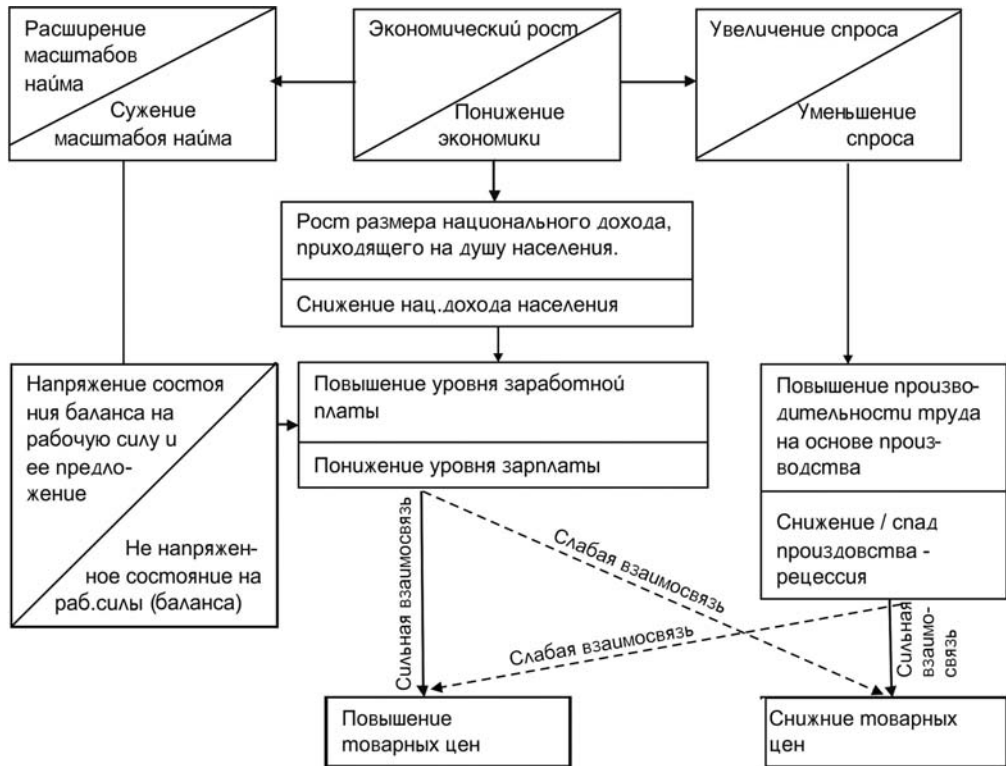 Расширение
масштабов
найма
Сужение
масштабоя найма
Экономический рост
Понижение
экономики
Увеличение спроса
Уменьшение
спроса
Рост размера национального дохода,
приходящего на душу населения.
Снижение нац.дохода населения
Напряжение состоя
ния баланса на
рабочую силу и
ее предло-
жение
Не напряжен-
ное состояние на
раб.силы (баланса)
Повышение уровня заработной
платы
Понижение уровня зарплаты
Повышение произво-
дительности труда
на основе произ-
водства
Снижение / спад
производства -
рецессия
Сильная взаимосвязь
Слабая взаимосвязь
Слабая взаимосвязь
Сильная
взаимо-
связь
Повышение
товарных цен
Снижние товарных
цен